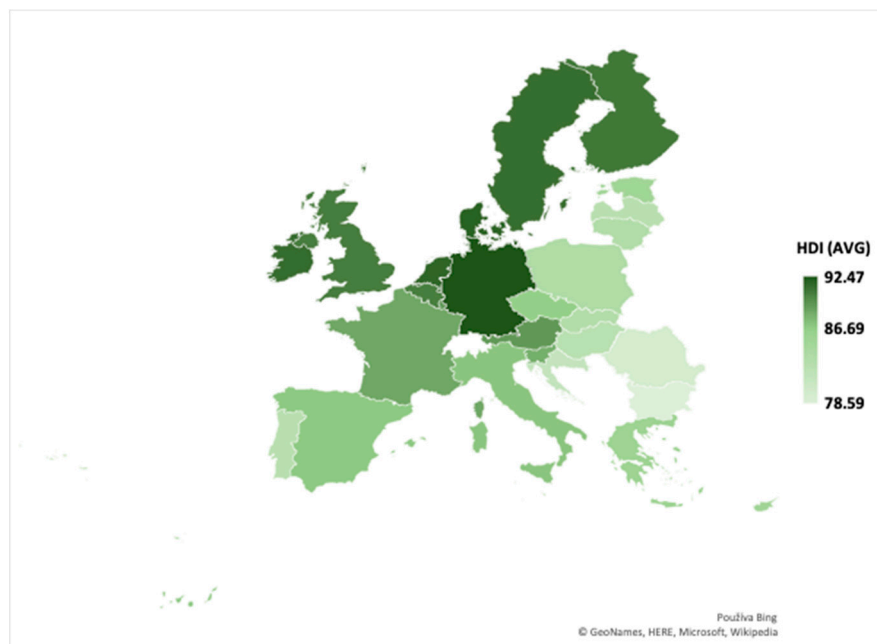 HDI (AVG)
92.47
86.69
78.59
Používa Bing
© GeoNames, HERE, Microsoft, Wikipedia